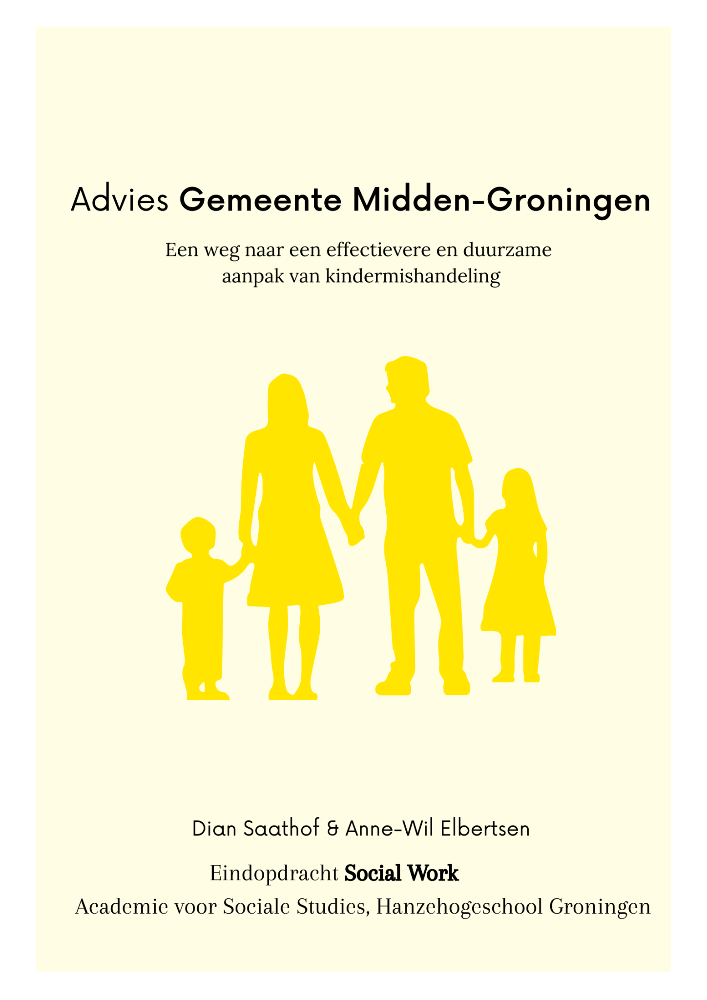 Advies Gemeente Midden-Groningen
Een weg naar een effectievere en duurzame
aanpak van kindermishandeling
Dian Saathof & Anne-Wil Elbertsen
Eindopdracht Social Work
Academie voor Sociale Studies, Hanzehogeschool Groningen